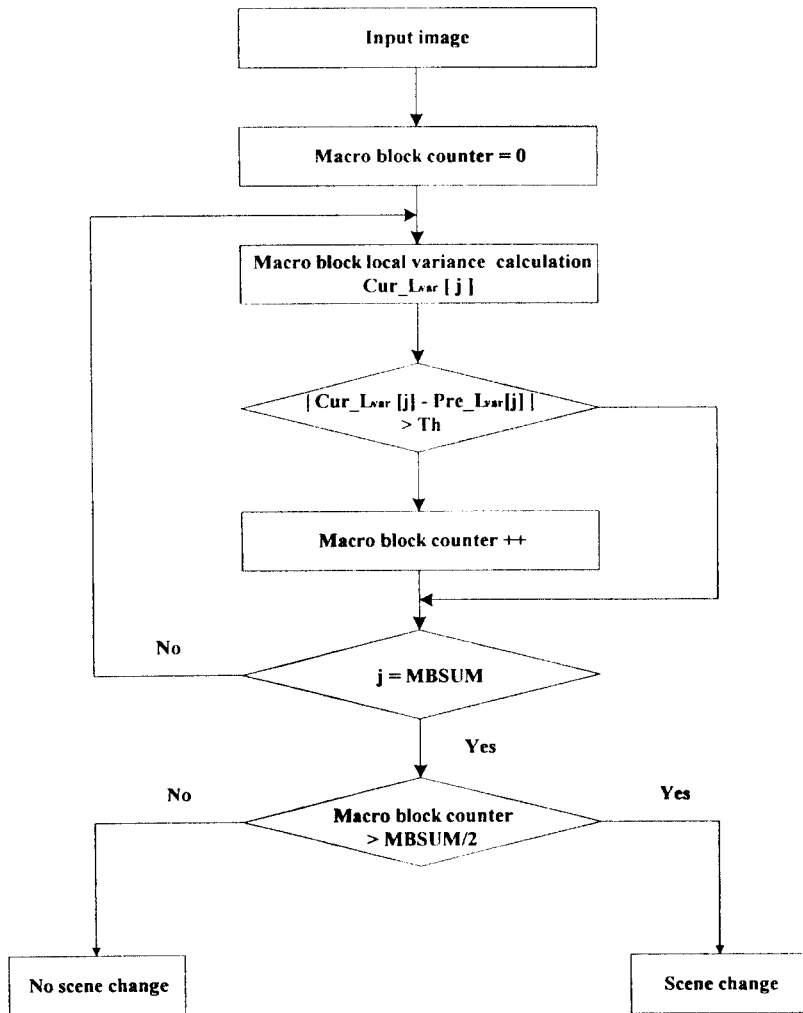 Input image
Macro block counter = 0
Macro block local variance calculation
Cur_Lvar [ j ]
| Cur_Lvar [j] - Pre_Lvar[j] |
> Th
Macro block counter ++
No
j = MBSUM
Yes
No
Yes
Macro block counter
> MBSUM/2
No scene change
Scene change